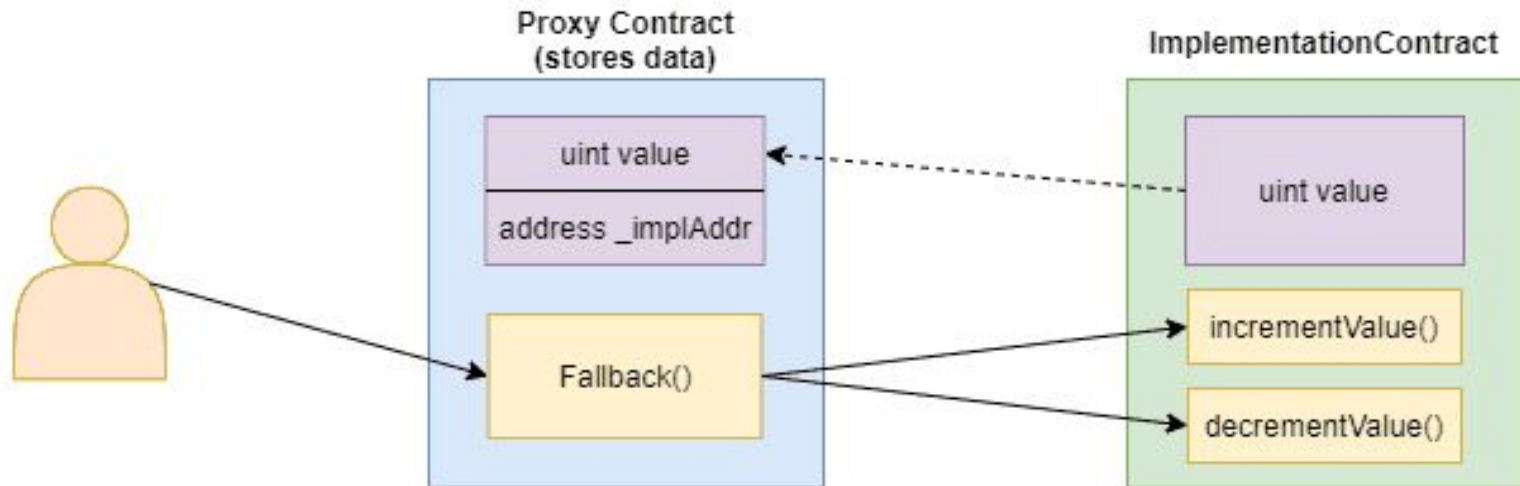 Proxy Contract
(stores data)
ImplementationContract
uint value
address _implAddr
uint value
Fallback()
incrementValue()
decrementValue()